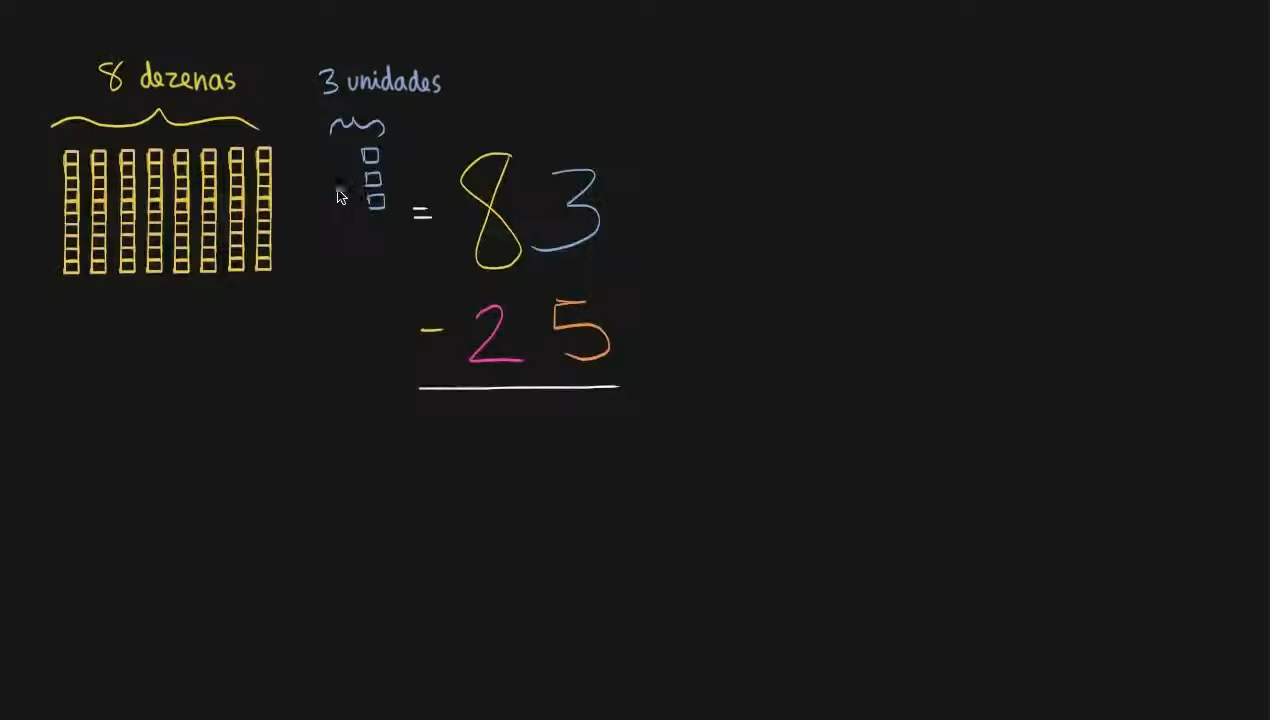 8 dezenas 3 unidades
= 83
- 25